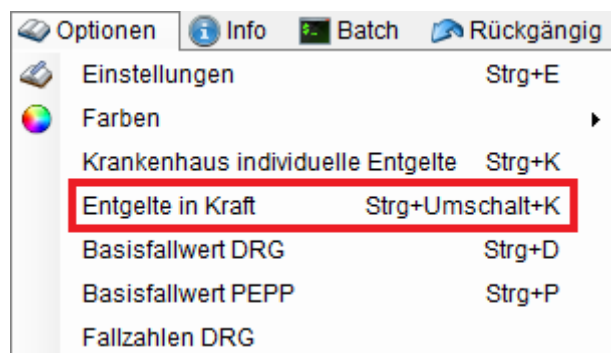 Optionen Info Batch Rückgängig
Einstellungen Strg+E
Farben
Krankenhaus individuelle Entgelte Strg+K
Entgelte in Kraft Strg+Umschalt+K
Basisfallwert DRG Strg+D
Basisfallwert PEPP Strg+P
Fallzahlen DRG